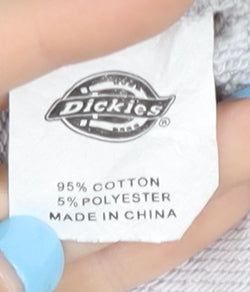 Dickies®
95% COTTON
5% POLYESTER
MADE IN CHINA